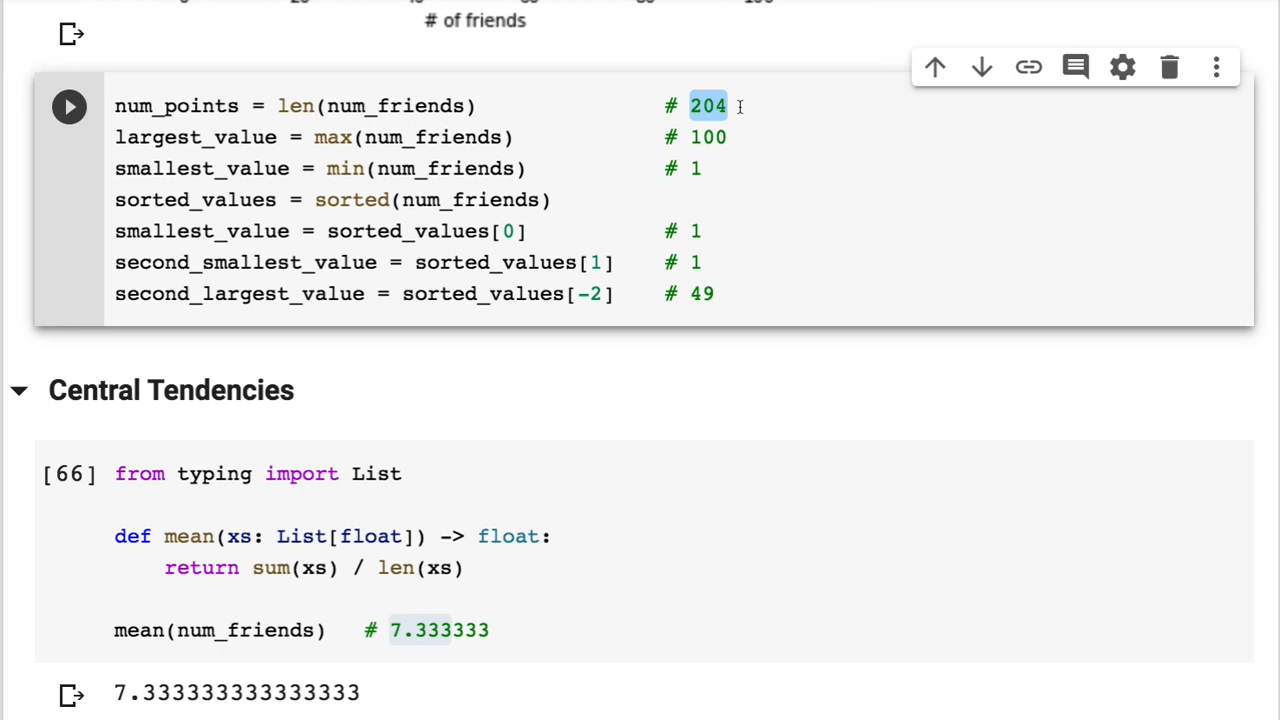 # of friends
num_points = len(num_friends) # 204
largest_value = max(num_friends) # 100
smallest_value = min(num_friends) # 1
sorted_values = sorted(num_friends)
smallest_value = sorted_values[0] # 1
second_smallest_value = sorted_values[1] # 1
second_largest_value = sorted_values[-2] # 49
Central Tendencies
[66] from typing import List
def mean(xs: List[float]) -> float:
return sum(xs) / len(xs)
mean(num_friends) # 7.333333
7.333333333333333